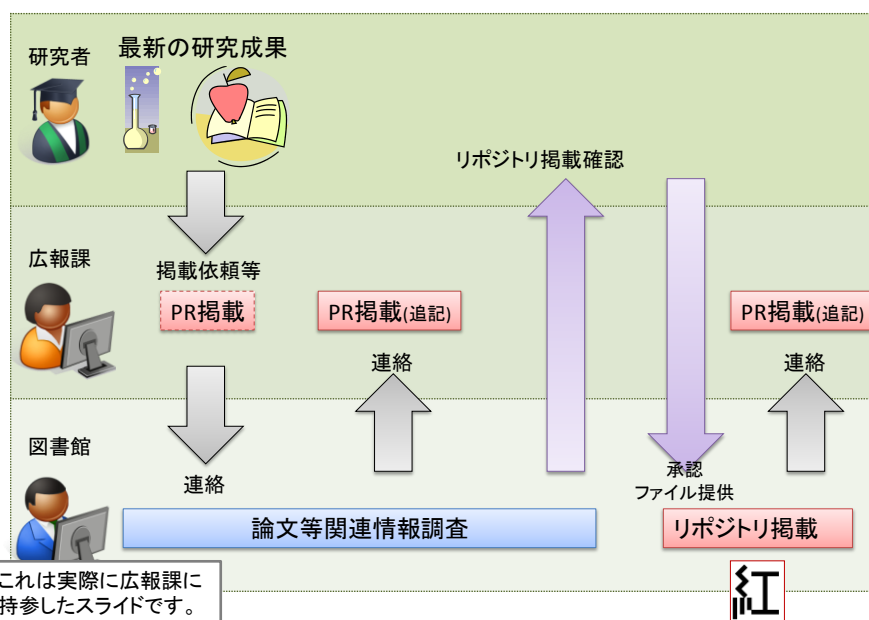 研究者
最新の研究成果
リポジトリ掲載確認
広報課
掲載依頼等
PR掲載
PR掲載(追記)
PR掲載(追記)
連絡
連絡
図書館
連絡
承認
ファイル提供
論文等関連情報調査
リポジトリ掲載
これは実際に広報課に
持参したスライドです。
紅